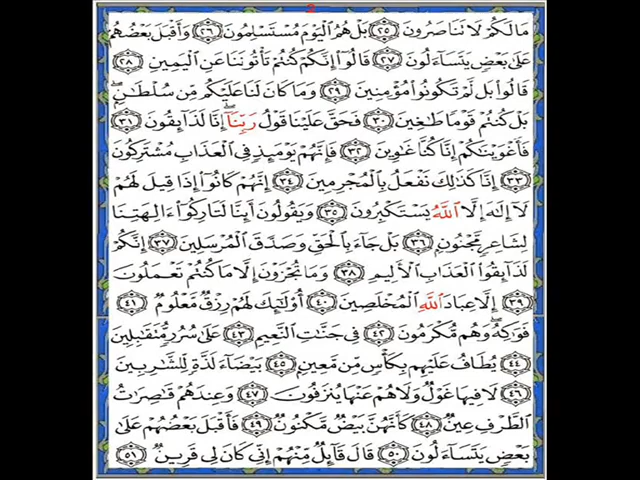 2
مَا لَكُمْ لَا تَنَاصَرُونَ ٢٥ بَلْ هُمُ الْيَوْمَ مُسْتَسْلِمُونَ ٢٦ وَأَقْبَلَ بَعْضُهُمْ
عَلَىٰ بَعْضٍ يَتَسَاءَلُونَ ٢٧ قَالُوا إِنَّكُمْ كُنْتُمْ تَأْتُونَنَا عَنِ الْيَمِينِ ٢٨
قَالُوا بَلْ لَمْ تَكُونُوا مُؤْمِنِينَ ٢٩ وَمَا كَانَ لَنَا عَلَيْكُمْ مِنْ سُلْطَانٍ
بَلْ كُنْتُمْ قَوْمًا طَاغِينَ ٣٠ فَحَقَّ عَلَيْنَا قَوْلُ رَبِّنَا إِنَّا لَذَائِقُونَ ٣١
فَأَغْوَيْنَاكُمْ إِنَّا كُنَّا غَاوِينَ ٣٢ فَإِنَّهُمْ يَوْمَئِذٍ فِي الْعَذَابِ مُشْتَرِكُونَ
٣٣ إِنَّا كَذَٰلِكَ نَفْعَلُ بِالْمُجْرِمِينَ ٣٤ إِنَّهُمْ كَانُوا إِذَا قِيلَ لَهُمْ
لَا إِلَٰهَ إِلَّا اللَّهُ يَسْتَكْبِرُونَ ٣٥ وَيَقُولُونَ أَئِنَّا لَتَارِكُوا آلِهَتِنَا
لِشَاعِرٍ مَجْنُونٍ ٣٦ بَلْ جَاءَ بِالْحَقِّ وَصَدَّقَ الْمُرْسَلِينَ ٣٧ إِنَّكُمْ
لَذَائِقُوا الْعَذَابِ الْأَلِيمِ ٣٨ وَمَا تُجْزَوْنَ إِلَّا مَا كُنْتُمْ تَعْمَلُونَ
٣٩ إِلَّا عِبَادَ اللَّهِ الْمُخْلَصِينَ ٤٠ أُولَٰئِكَ لَهُمْ رِزْقٌ مَعْلُومٌ ٤١
فَوَاكِهُ وَهُمْ مُكْرَمُونَ ٤٢ فِي جَنَّاتِ النَّعِيمِ ٤٣ عَلَىٰ سُرُرٍ مُتَقَابِلِينَ
٤٤ يُطَافُ عَلَيْهِمْ بِكَأْسٍ مِنْ مَعِينٍ ٤٥ بَيْضَاءَ لَذَّةٍ لِلشَّارِبِينَ
٤٦ لَا فِيهَا غَوْلٌ وَلَا هُمْ عَنْهَا يُنْزَفُونَ ٤٧ وَعِنْدَهُمْ قَاصِرَاتُ
الطَّرْفِ عِينٌ ٤٨ كَأَنَّهُنَّ بَيْضٌ مَكْنُونٌ ٤٩ فَأَقْبَلَ بَعْضُهُمْ عَلَىٰ
بَعْضٍ يَتَسَاءَلُونَ ٥٠ قَالَ قَائِلٌ مِنْهُمْ إِنِّي كَانَ لِي قَرِينٌ ٥١